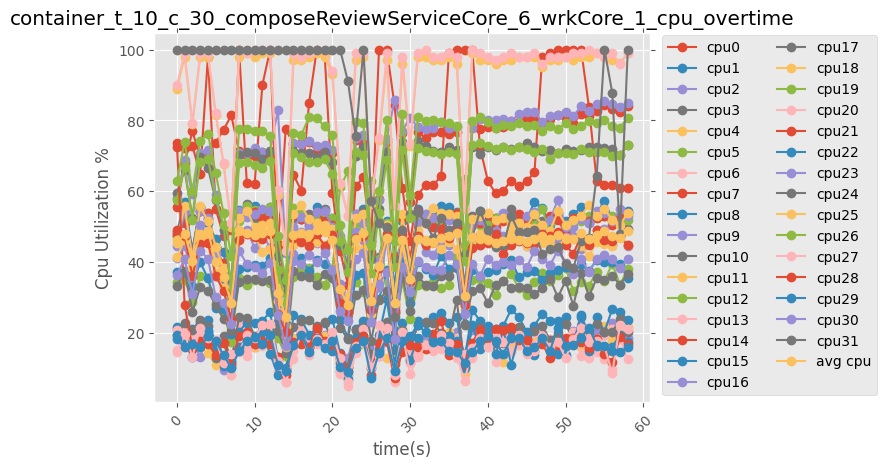 container_t_10_c_30_composeReviewServiceCore_6_wrkCore_1_cpu_overtime
Cpu Utilization %
100
80
60
40
20
0
10
20
30
40
50
60
time(s)
cpu0
cpu1
cpu2
cpu3
cpu4
cpu5
cpu6
cpu7
cpu8
cpu9
cpu10
cpu11
cpu12
cpu13
cpu14
cpu15
cpu16
cpu17
cpu18
cpu19
cpu20
cpu21
cpu22
cpu23
cpu24
cpu25
cpu26
cpu27
cpu28
cpu29
cpu30
cpu31
avg cpu